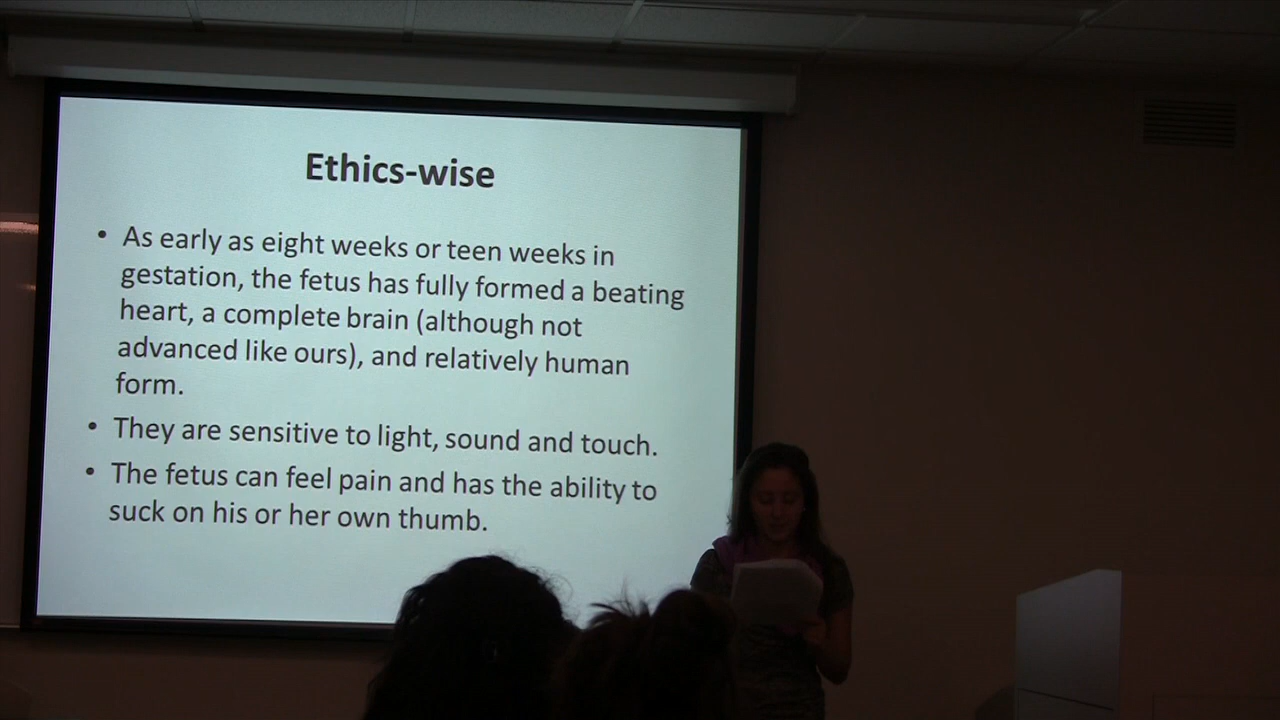 Ethics-wise
• As early as eight weeks or teen weeks in
gestation, the fetus has fully formed a beating
heart, a complete brain (although not
advanced like ours), and relatively human
form.
• They are sensitive to light, sound and touch.
• The fetus can feel pain and has the ability to
suck on his or her own thumb.